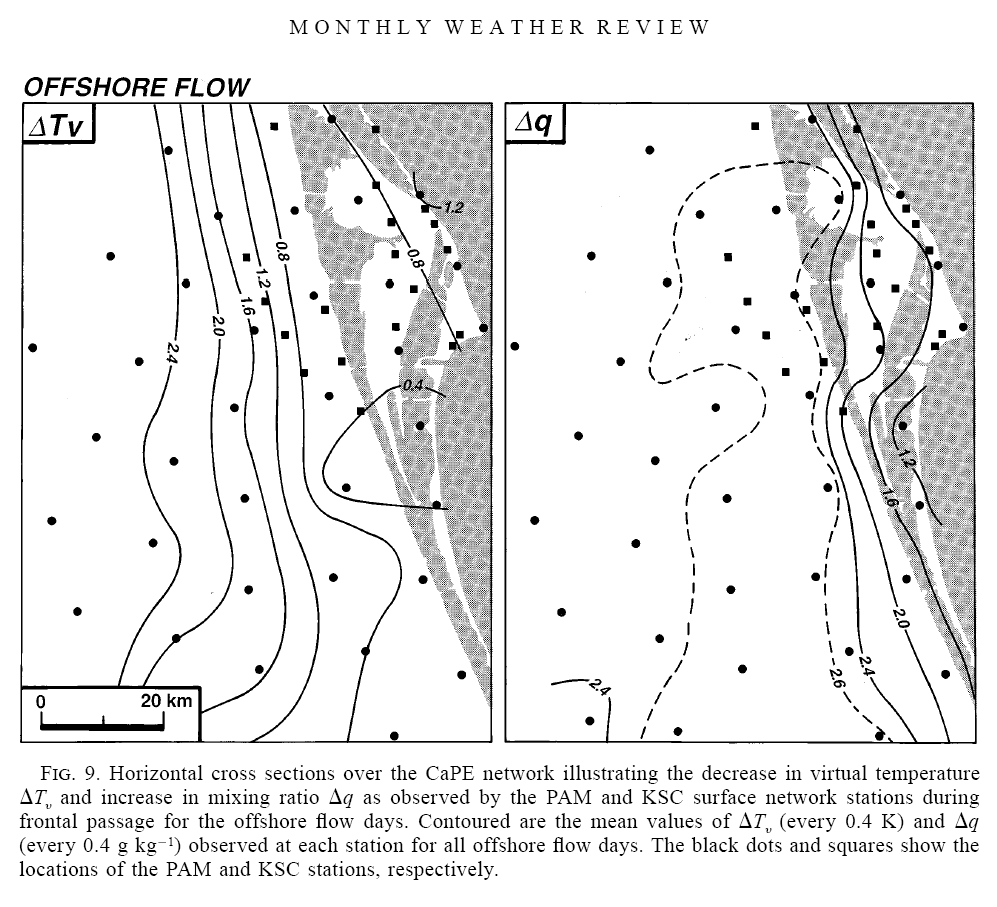 MONTHLY WEATHER REVIEW
OFFSHORE FLOW
ΔTv
Δq
1.2
0.8
0.8
1.2
1.6
2.0
2.4
0.4
1.2
1.6
2.0
2.4
2.6
2.4
0 20 km
FIG. 9. Horizontal cross sections over the CaPE network illustrating the decrease in virtual temperature
ΔTv and increase in mixing ratio Δq as observed by the PAM and KSC surface network stations during
frontal passage for the offshore flow days. Contoured are the mean values of ΔTv (every 0.4 K) and Δq
(every 0.4 g kg⁻¹) observed at each station for all offshore flow days. The black dots and squares show the
locations of the PAM and KSC stations, respectively.